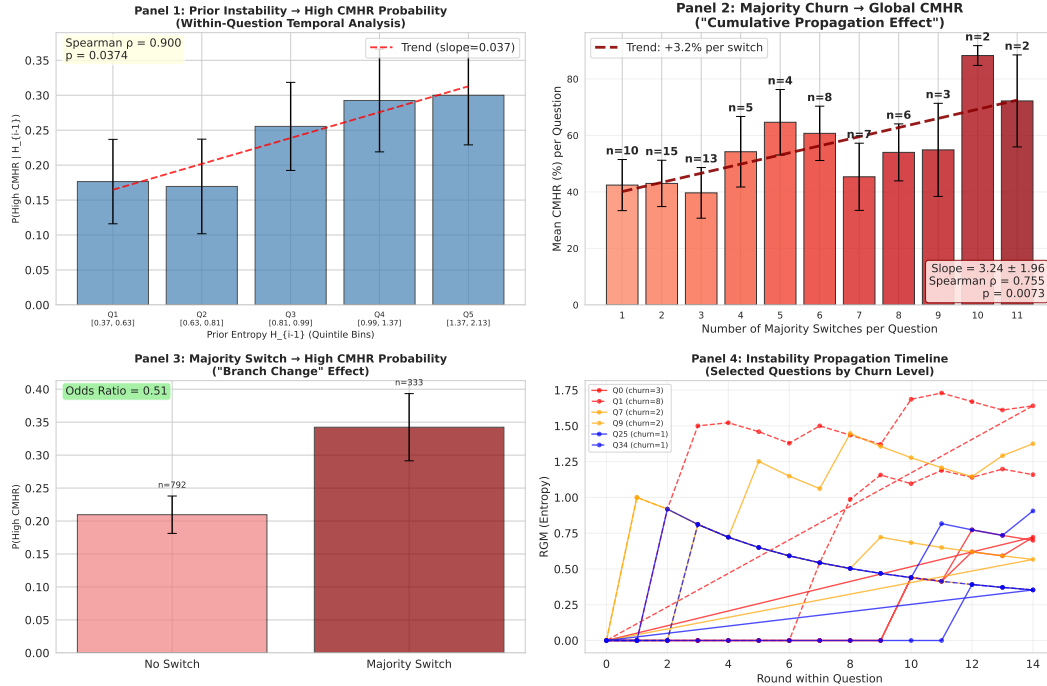 Panel 1: Prior Instability → High CMHR Probability
(Within-Question Temporal Analysis)
Spearman ρ = 0.900
p = 0.0374
Trend (slope=0.037)
P(High CMHR | H_{i-1})
0.35
0.30
0.25
0.20
0.15
0.10
0.05
0.00
Q1
[0.37, 0.63]
Q2
[0.63, 0.81]
Q3
[0.81, 0.99]
Q4
[0.99, 1.37]
Q5
[1.37, 2.13]
Prior Entropy H_{i-1} (Quintile Bins)
Panel 2: Majority Churn → Global CMHR
("Cumulative Propagation Effect")
Trend: +3.2% per switch
Mean CMHR (%) per Question
80
60
40
20
0
n=10
n=15
n=13
n=5
n=4
n=8
n=7
n=6
n=3
n=2
n=2
Slope = 3.24 ± 1.96
Spearman ρ = 0.755
p = 0.0073
1 2 3 4 5 6 7 8 9 10 11
Number of Majority Switches per Question
Panel 3: Majority Switch → High CMHR Probability
("Branch Change" Effect)
Odds Ratio = 0.51
P(High CMHR)
0.40
0.35
0.30
0.25
0.20
0.15
0.10
0.05
0.00
n=792
n=333
No Switch
Majority Switch
Panel 4: Instability Propagation Timeline
(Selected Questions by Churn Level)
Q0 (churn=3)
Q1 (churn=8)
Q7 (churn=2)
Q9 (churn=2)
Q25 (churn=1)
Q34 (churn=1)
RGM (Entropy)
1.75
1.50
1.25
1.00
0.75
0.50
0.25
0.00
0 2 4 6 8 10 12 14
Round within Question